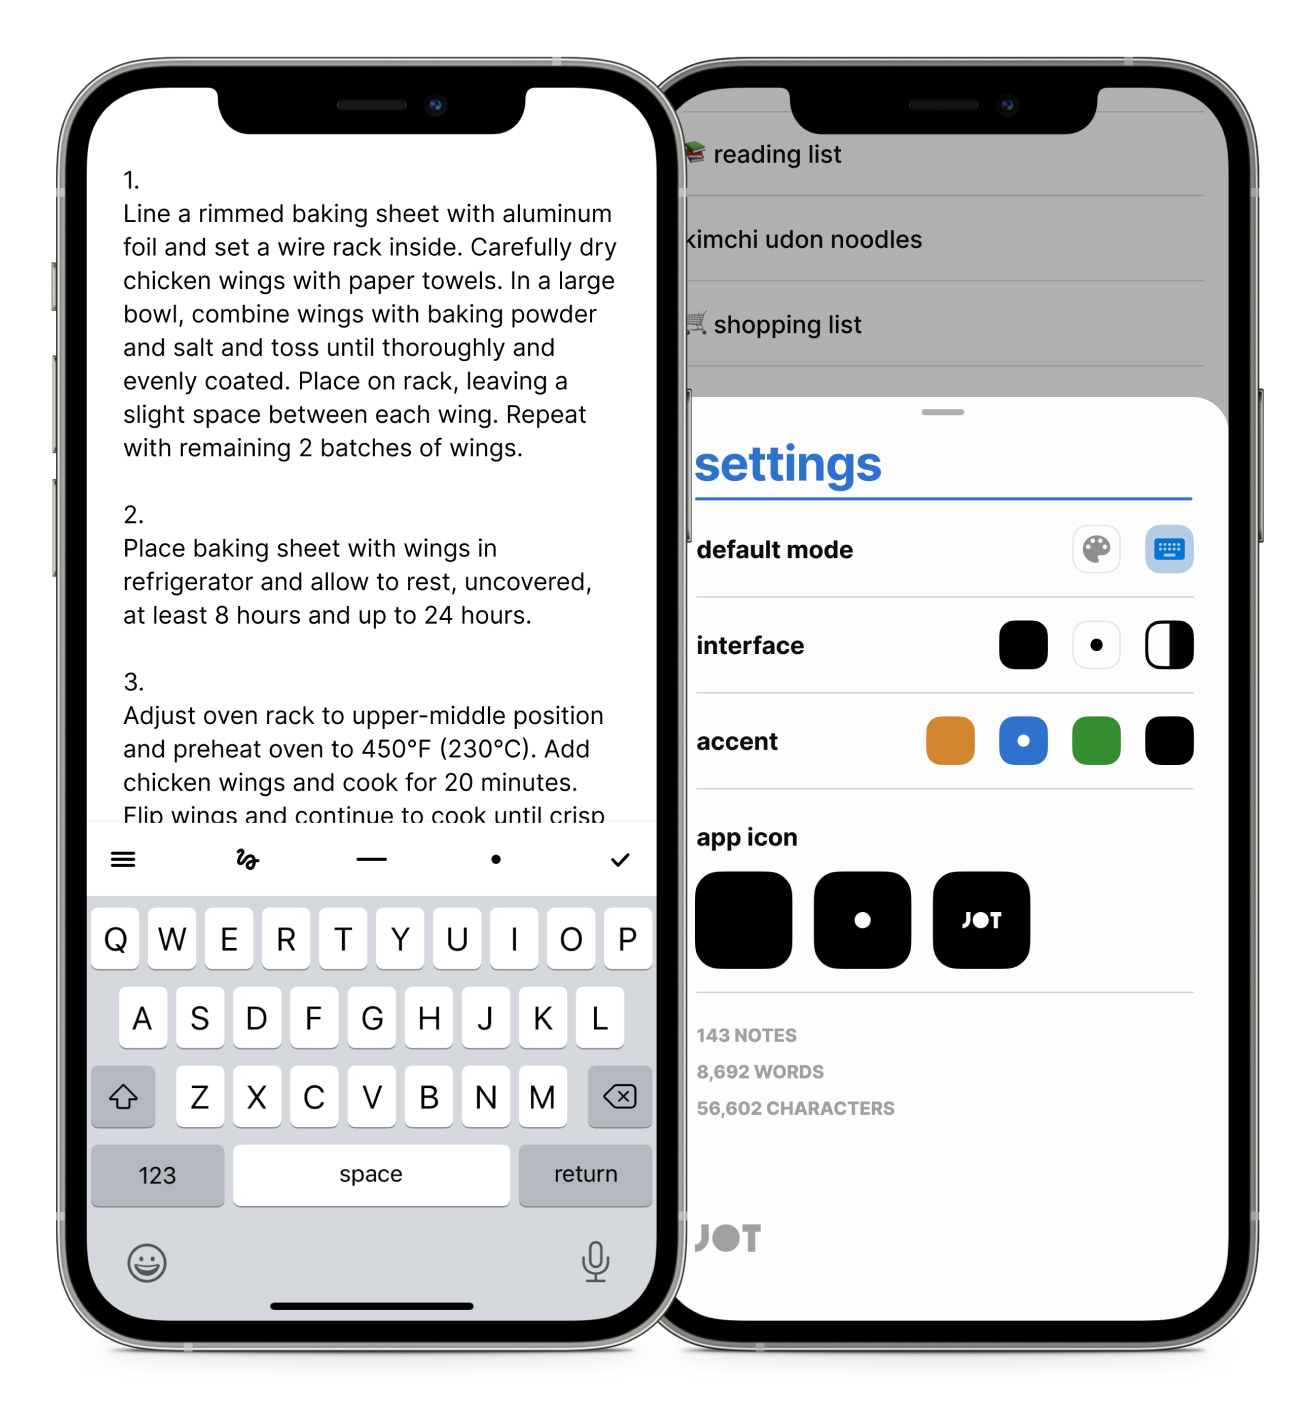 1.
Line a rimmed baking sheet with aluminum
foil and set a wire rack inside. Carefully dry
chicken wings with paper towels. In a large
bowl, combine wings with baking powder
and salt and toss until thoroughly and
evenly coated. Place on rack, leaving a
slight space between each wing. Repeat
with remaining 2 batches of wings.
2.
Place baking sheet with wings in
refrigerator and allow to rest, uncovered,
at least 8 hours and up to 24 hours.
3.
Adjust oven rack to upper-middle position
and preheat oven to 450°F (230°C). Add
chicken wings and cook for 20 minutes.
Flip wings and continue to cook until crisp
Q W E R T Y U I O P
A S D F G H J K L
Z X C V B N M
123 space return
reading list
kimchi udon noodles
shopping list
settings
default mode
interface
accent
app icon
JOT
143 NOTES
8,692 WORDS
56,602 CHARACTERS
JOT